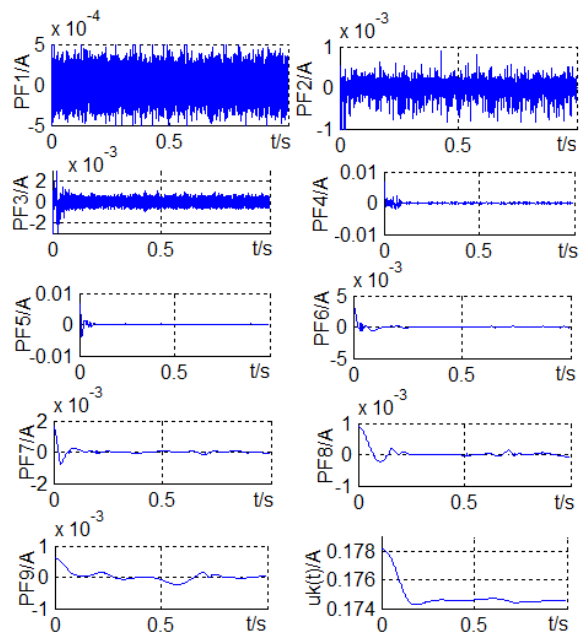 x 10⁻⁴
5
0
-5
PF1/A
0
0.5
t/s
x 10⁻³
1
0
-1
PF2/A
0
0.5
t/s
x 10⁻³
2
0
-2
PF3/A
0
0.5
t/s
0.01
0
-0.01
PF4/A
0
0.5
t/s
0.01
0
-0.01
PF5/A
0
0.5
t/s
x 10⁻³
5
0
-5
PF6/A
0
0.5
t/s
x 10⁻³
2
0
-2
PF7/A
0
0.5
t/s
x 10⁻³
1
0
-1
PF8/A
0
0.5
t/s
x 10⁻³
1
0
-1
PF9/A
0
0.5
t/s
0.178
0.176
0.174
uk(t)/A
0
0.5
t/s